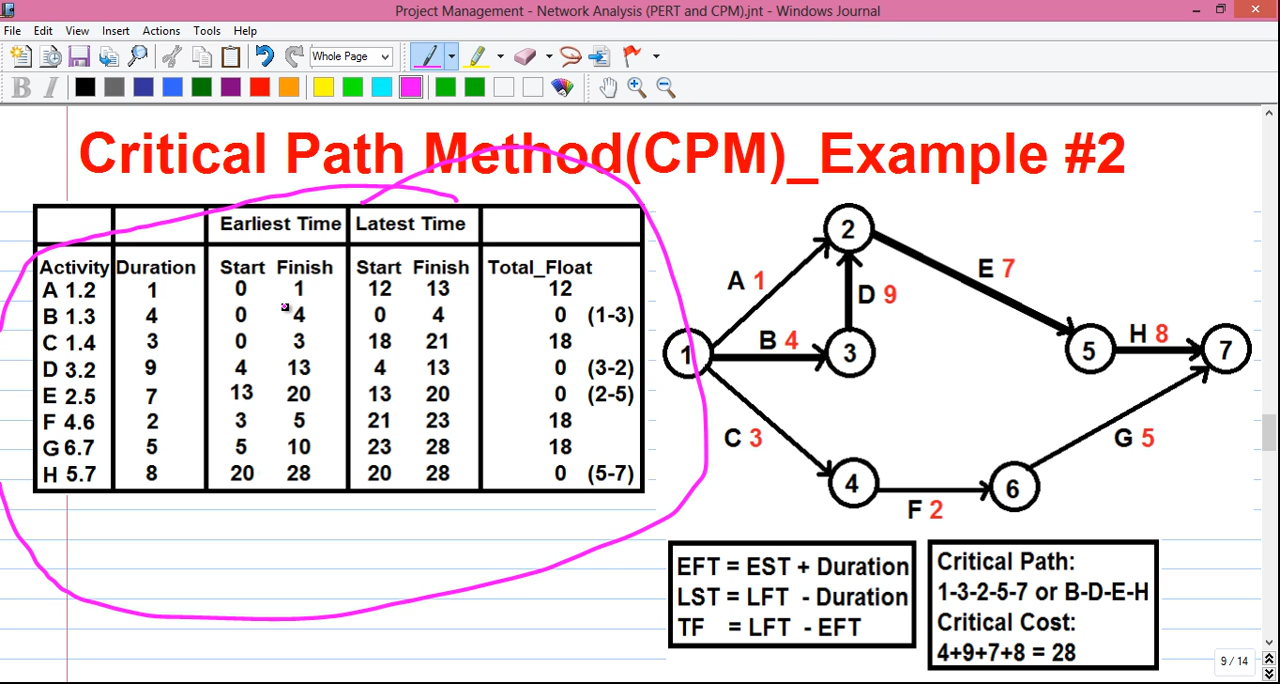 Project Management - Network Analysis (PERT and CPM).jnt - Windows Journal
File Edit View Insert Actions Tools Help
Whole Page
B I
Critical Path Method(CPM)_Example #2
Earliest Time Latest Time
Activity Duration Start Finish Start Finish Total_Float
A 1.2 1 0 1 12 13 12
B 1.3 4 0 4 0 4 0 (1-3)
C 1.4 3 0 3 18 21 18
D 3.2 9 4 13 4 13 0 (3-2)
E 2.5 7 13 20 13 20 0 (2-5)
F 4.6 2 3 5 21 23 18
G 6.7 5 5 10 23 28 18
H 5.7 8 20 28 20 28 0 (5-7)
2
E 7
A 1
D 9
H 8
B 4
1
3
5
7
C 3
G 5
4
6
F 2
EFT = EST + Duration
LST = LFT - Duration
TF = LFT - EFT
Critical Path:
1-3-2-5-7 or B-D-E-H
Critical Cost:
4+9+7+8 = 28
9 / 14